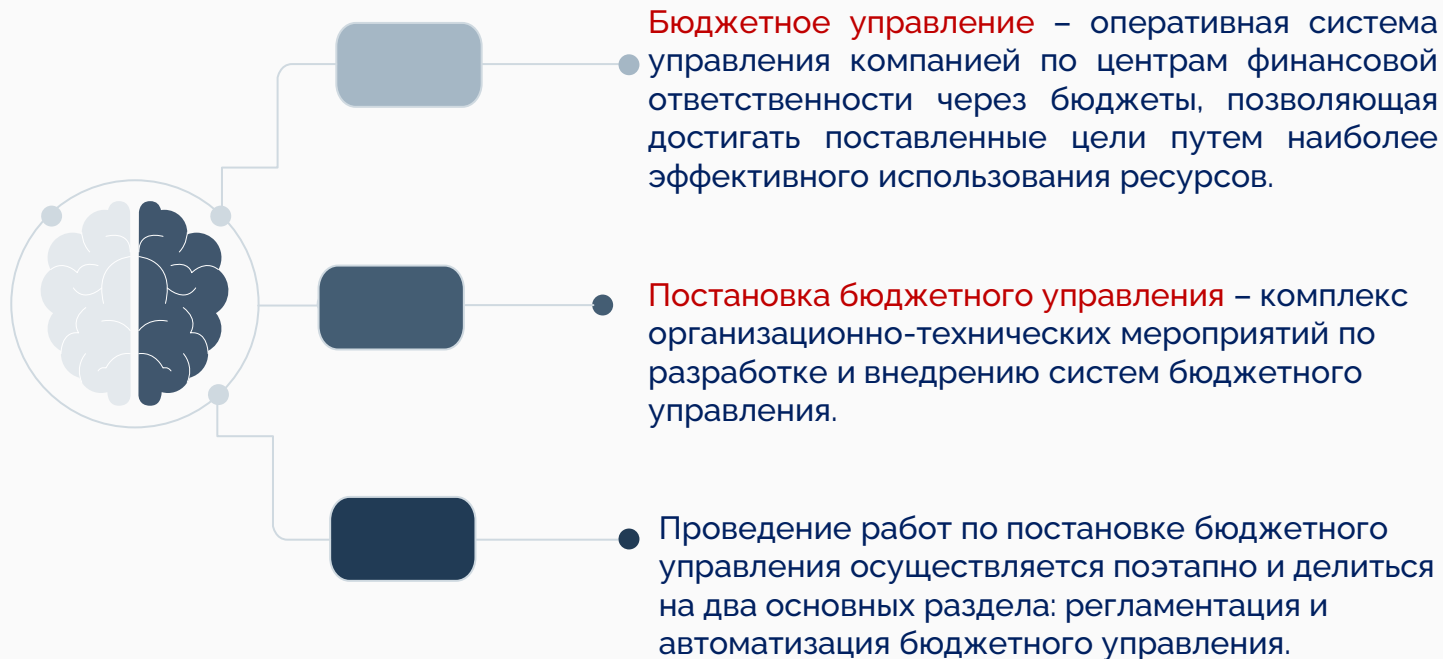 Бюджетное управление – оперативная система
управления компанией по центрам финансовой
ответственности через бюджеты, позволяющая
достигать поставленные цели путем наиболее
эффективного использования ресурсов.
Постановка бюджетного управления – комплекс
организационно-технических мероприятий по
разработке и внедрению систем бюджетного
управления.
Проведение работ по постановке бюджетного
управления осуществляется поэтапно и делиться
на два основных раздела: регламентация и
автоматизация бюджетного управления.